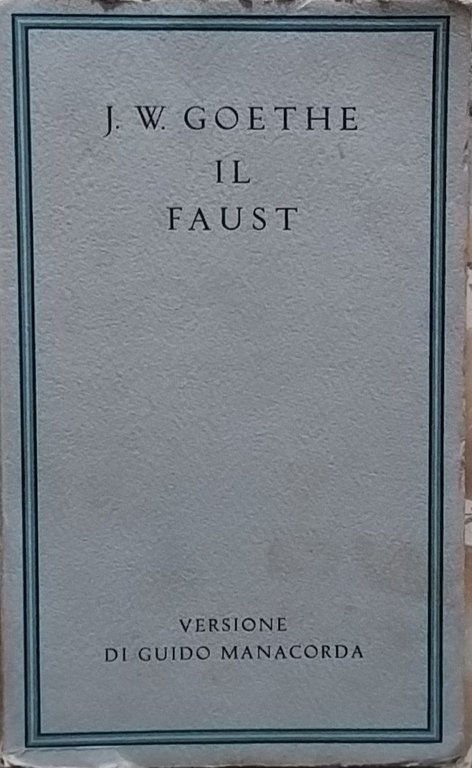 J. W. GOETHE
IL
FAUST
VERSIONE
DI GUIDO MANACORDA